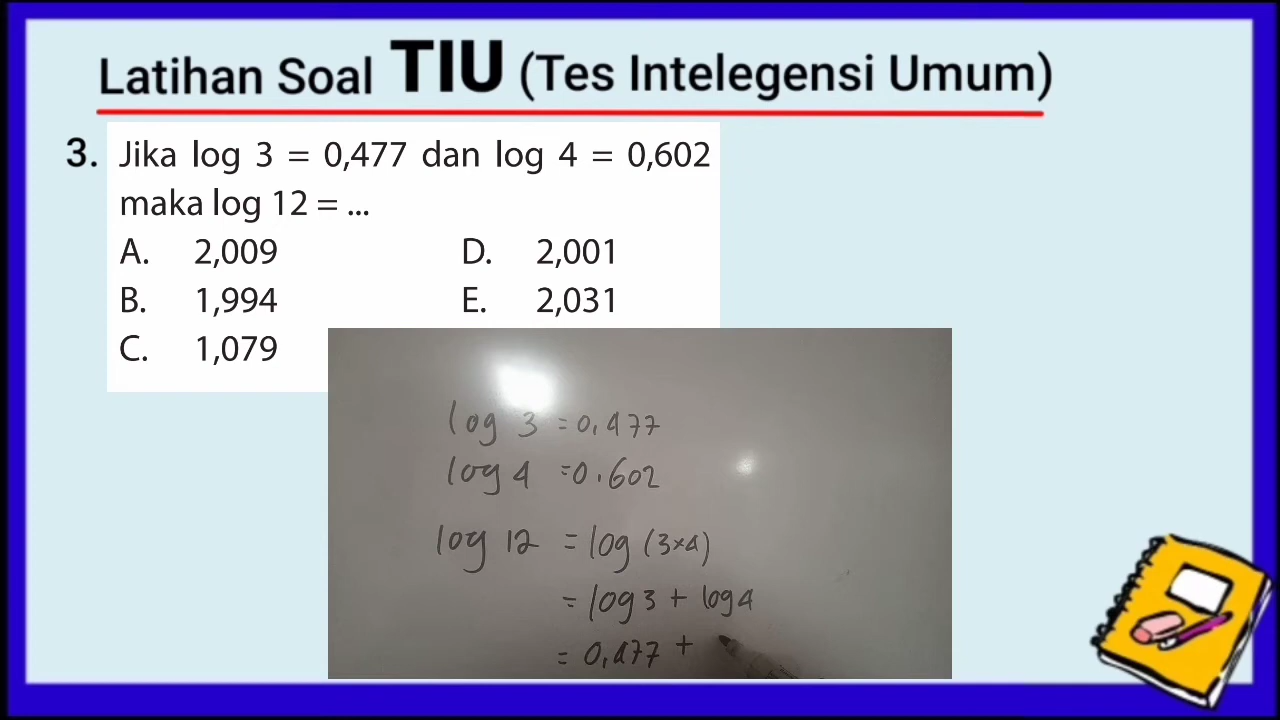 Latihan Soal TIU (Tes Intelegensi Umum)
3. Jika log 3 = 0,477 dan log 4 = 0,602
maka log 12 = ...
A. 2,009 D. 2,001
B. 1,994 E. 2,031
C. 1,079
log 3 = 0,477
log 4 = 0.602
log 12 = log (3×4)
= log 3 + log 4
= 0,477 +